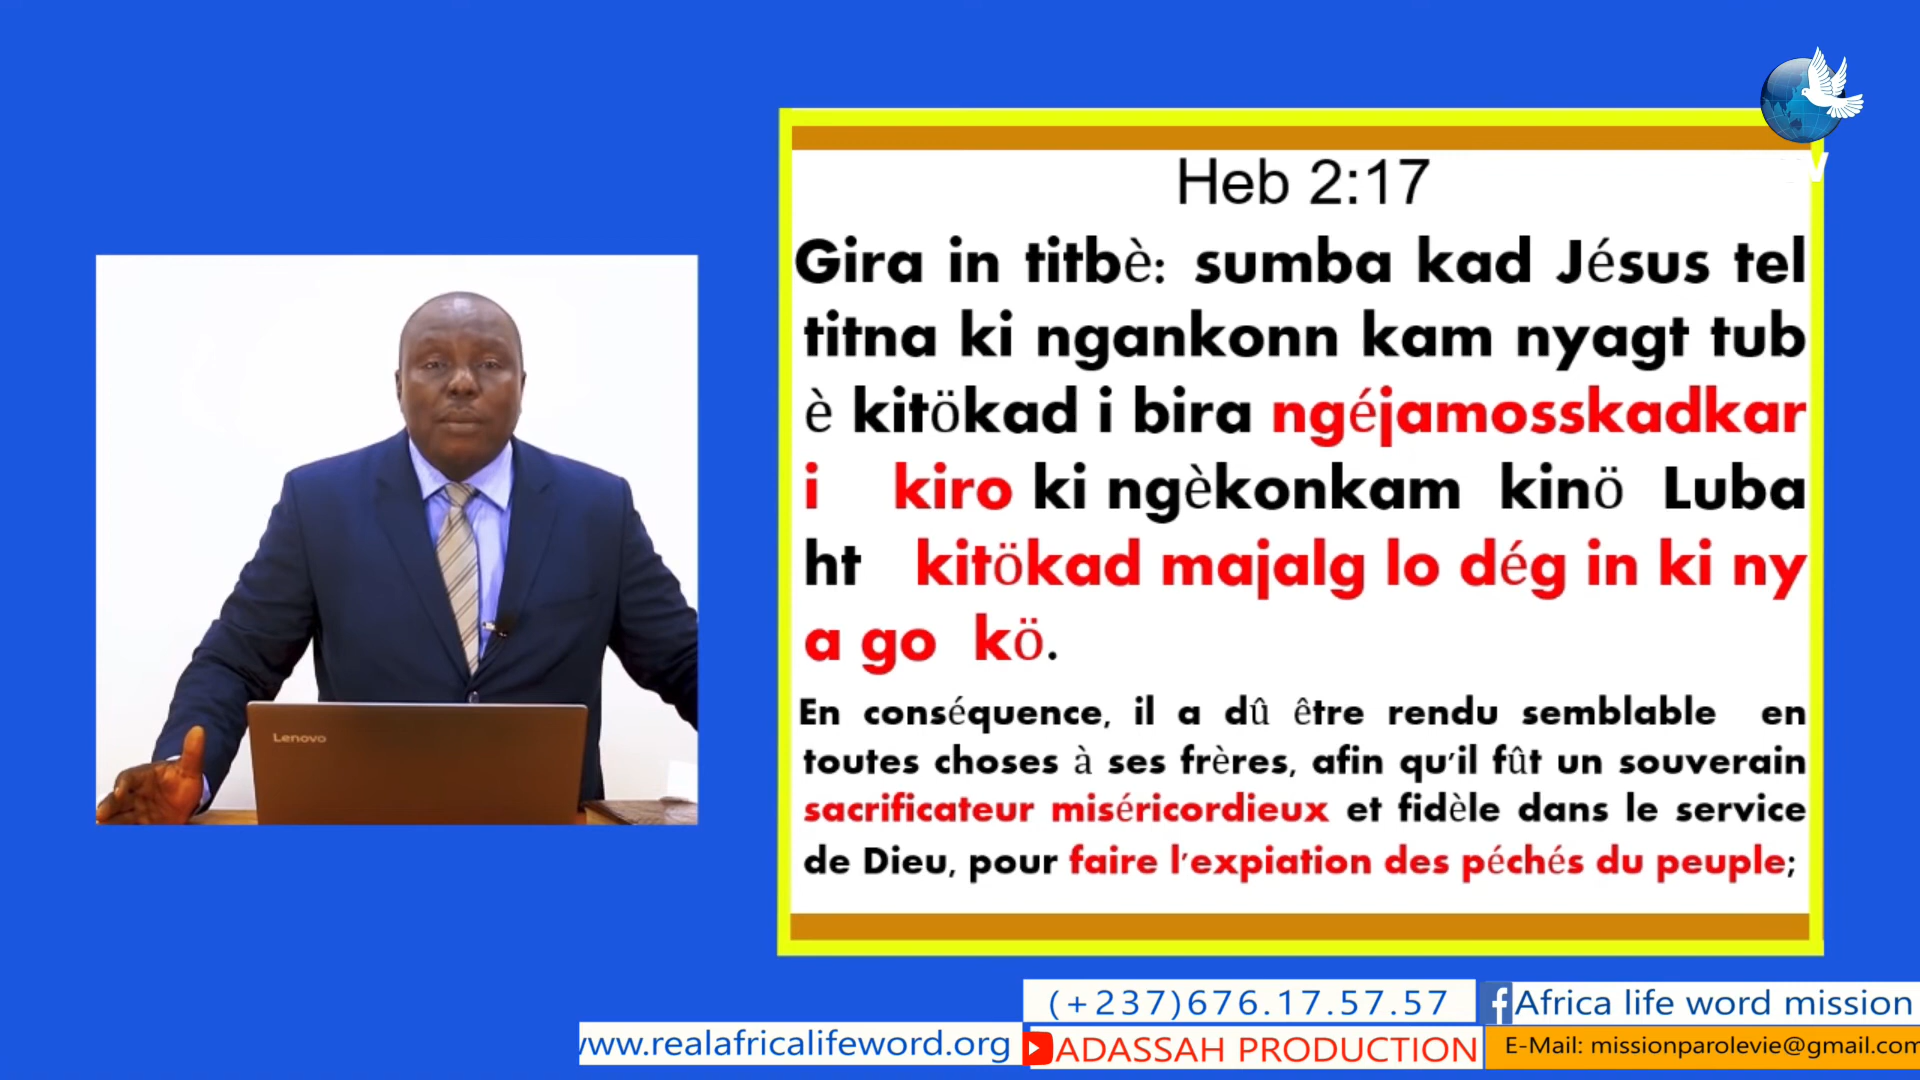 Heb 2:17
Gira in titbè: sumba kad Jésus tel
titna ki ngankonn kam nyagt tub
è kitökad i bira ngéjamosskadkar
i kiro ki ngèkonkam kinö Luba
ht kitökad majalg lo dég in ki ny
a go kö.
En conséquence, il a dû être rendu semblable en
toutes choses à ses frères, afin qu'il fût un souverain
sacrificateur miséricordieux et fidèle dans le service
de Dieu, pour faire l'expiation des péchés du peuple;
Lenovo
(+237)676.17.57.57
Africa life word mission
www.realafricalifeword.org
ADASSAH PRODUCTION
E-Mail: missionparolevie@gmail.com